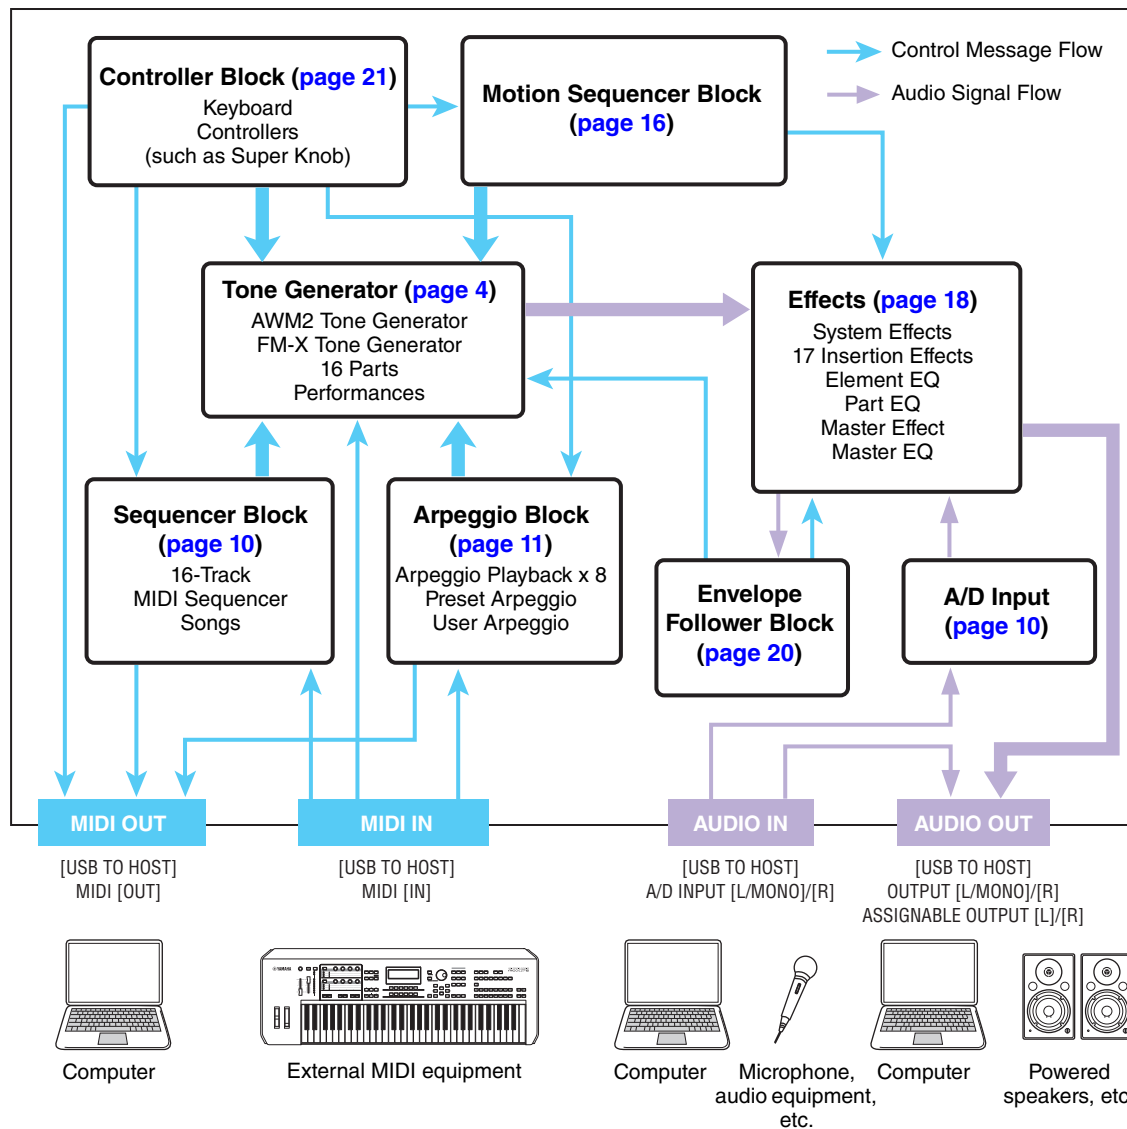 Controller Block (page 21)
Keyboard
Controllers
(such as Super Knob)
Motion Sequencer Block
(page 16)
Control Message Flow
Audio Signal Flow
Tone Generator (page 4)
AWM2 Tone Generator
FM-X Tone Generator
16 Parts
Performances
Effects (page 18)
System Effects
17 Insertion Effects
Element EQ
Part EQ
Master Effect
Master EQ
Sequencer Block
(page 10)
16-Track
MIDI Sequencer
Songs
Arpeggio Block
(page 11)
Arpeggio Playback x 8
Preset Arpeggio
User Arpeggio
Envelope
Follower Block
(page 20)
A/D Input
(page 10)
MIDI OUT
MIDI IN
AUDIO IN
AUDIO OUT
[USB TO HOST]
MIDI [OUT]
[USB TO HOST]
MIDI [IN]
[USB TO HOST]
A/D INPUT [L/MONO]/[R]
[USB TO HOST]
OUTPUT [L/MONO]/[R]
ASSIGNABLE OUTPUT [L]/[R]
YAMAHA
Computer
External MIDI equipment
Computer
Microphone,
audio equipment,
etc.
Computer
Powered
speakers, etc